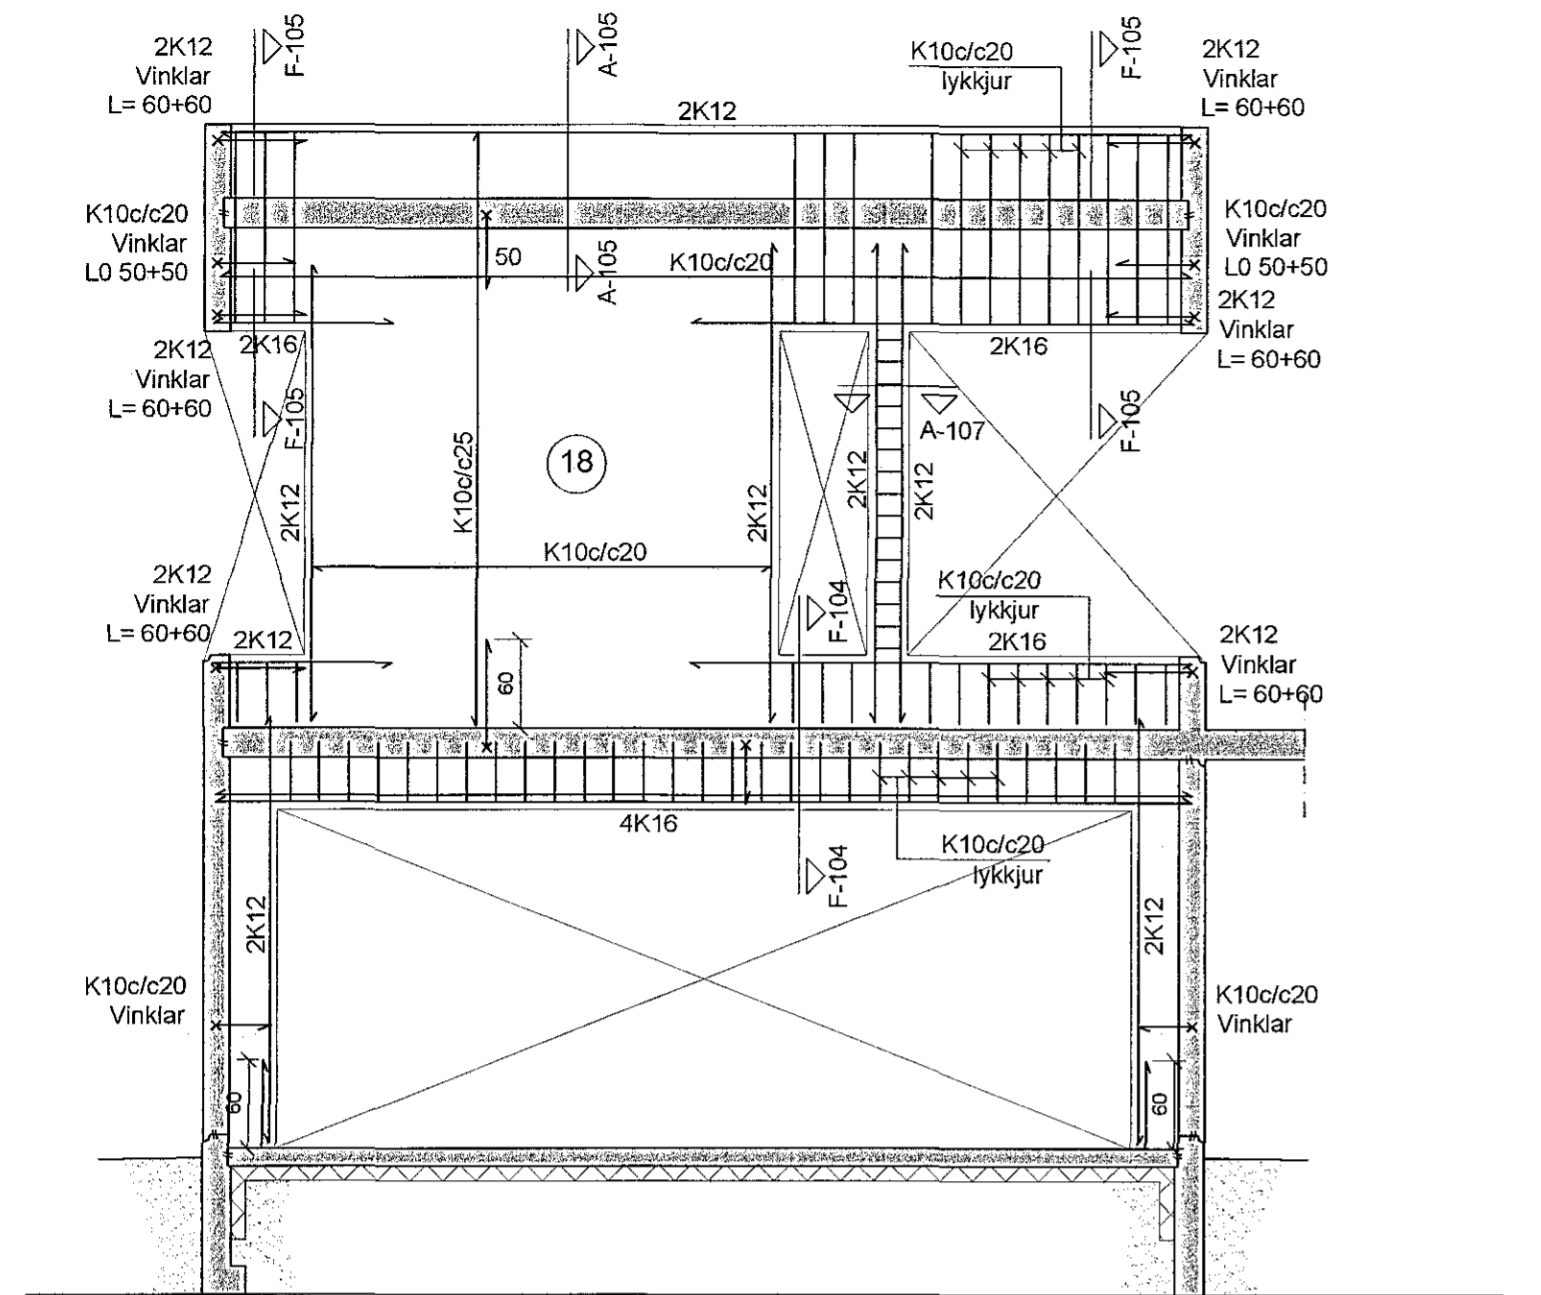 2K12
Vinklar
L= 60+60
F-105
A-105
K10c/c20
lykkjur
F-105
2K12
Vinklar
L= 60+60
2K12
K10c/c20
Vinklar
L0 50+50
50
A-105
K10c/c20
K10c/c20
Vinklar
L0 50+50
2K12
Vinklar
L= 60+60
2K16
2K16
2K12
Vinklar
L= 60+60
F-105
F-105
A-107
K10c/c25
18
2K12
2K12
2K12
2K12
K10c/c20
2K12
Vinklar
L= 60+60
K10c/c20
lykkjur
F-104
2K12
2K16
2K12
Vinklar
L= 60+60
60
4K16
K10c/c20
lykkjur
F-104
2K12
2K12
K10c/c20
Vinklar
K10c/c20
Vinklar
60
60